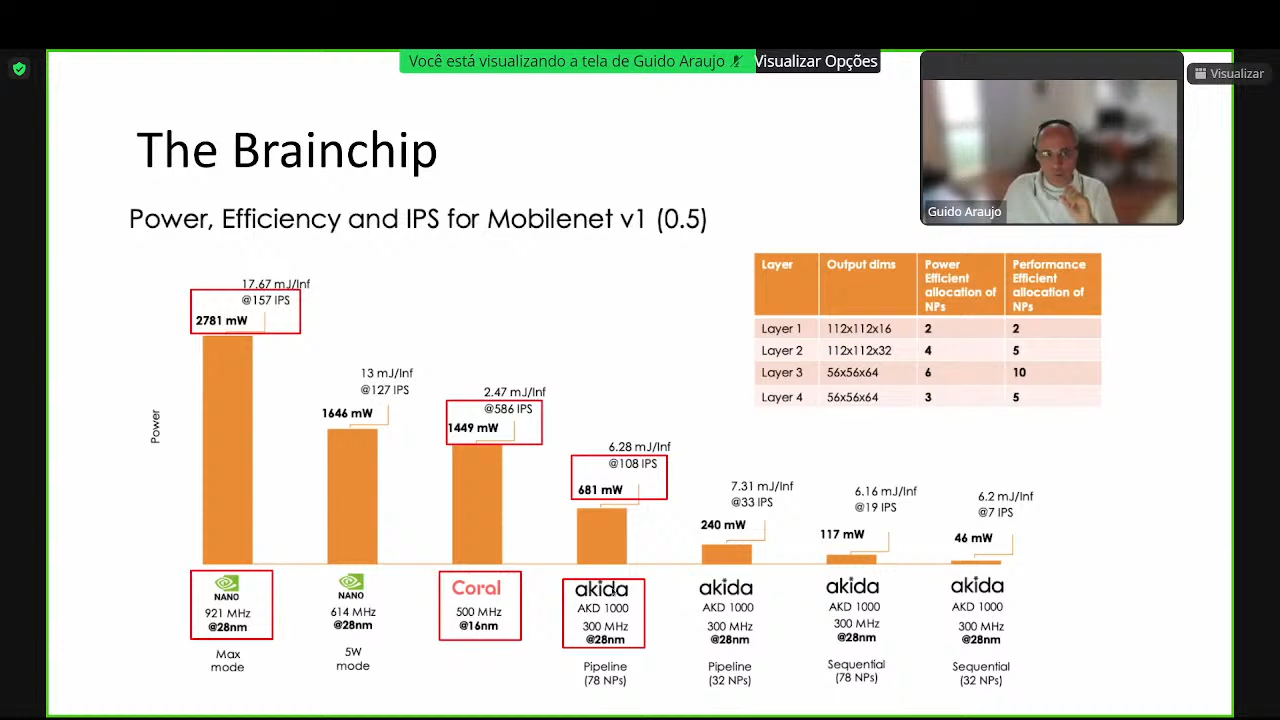 Você está visualizando a tela de Guido Araujo
Visualizar Opções
Visualizar
Guido Araujo
The Brainchip
Power, Efficiency and IPS for Mobilenet v1 (0.5)
Layer Output dims Power Efficient allocation of NPs Performance Efficient allocation of NPs
Layer 1 112x112x16 2 2
Layer 2 112x112x32 4 5
Layer 3 56x56x64 6 10
Layer 4 56x56x64 3 5
Power
17.67 mJ/Inf
@157 IPS
2781 mW
13 mJ/Inf
@127 IPS
1646 mW
2.47 mJ/Inf
@586 IPS
1449 mW
6.28 mJ/Inf
@108 IPS
681 mW
7.31 mJ/Inf
@33 IPS
240 mW
6.16 mJ/Inf
@19 IPS
117 mW
6.2 mJ/Inf
@7 IPS
46 mW
NANO
921 MHz
@28nm
Max
mode
NANO
614 MHz
@28nm
5W
mode
Coral
500 MHz
@16nm
akida
AKD 1000
300 MHz
@28nm
Pipeline
(78 NPs)
akida
AKD 1000
300 MHz
@28nm
Pipeline
(32 NPs)
akida
AKD 1000
300 MHz
@28nm
Sequential
(78 NPs)
akida
AKD 1000
300 MHz
@28nm
Sequential
(32 NPs)